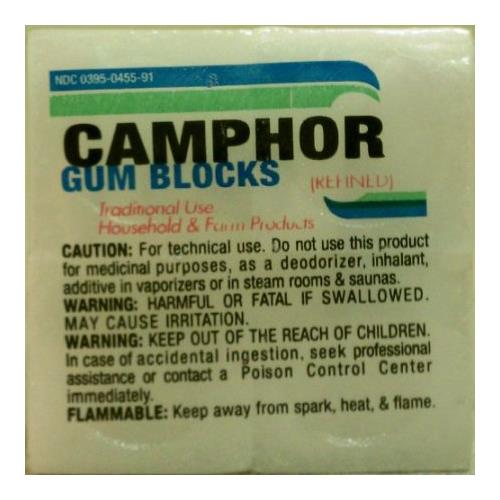 NDC 0395-0455-91
CAMPHOR
GUM BLOCKS
(REFINED)
Traditional Use
Household & Farm Products
CAUTION: For technical use. Do not use this product
for medicinal purposes, as a deodorizer, inhalant,
additive in vaporizers or in steam rooms & saunas.
WARNING: HARMFUL OR FATAL IF SWALLOWED.
MAY CAUSE IRRITATION.
WARNING: KEEP OUT OF THE REACH OF CHILDREN.
In case of accidental ingestion, seek professional
assistance or contact a Poison Control Center
immediately.
FLAMMABLE: Keep away from spark, heat, & flame.